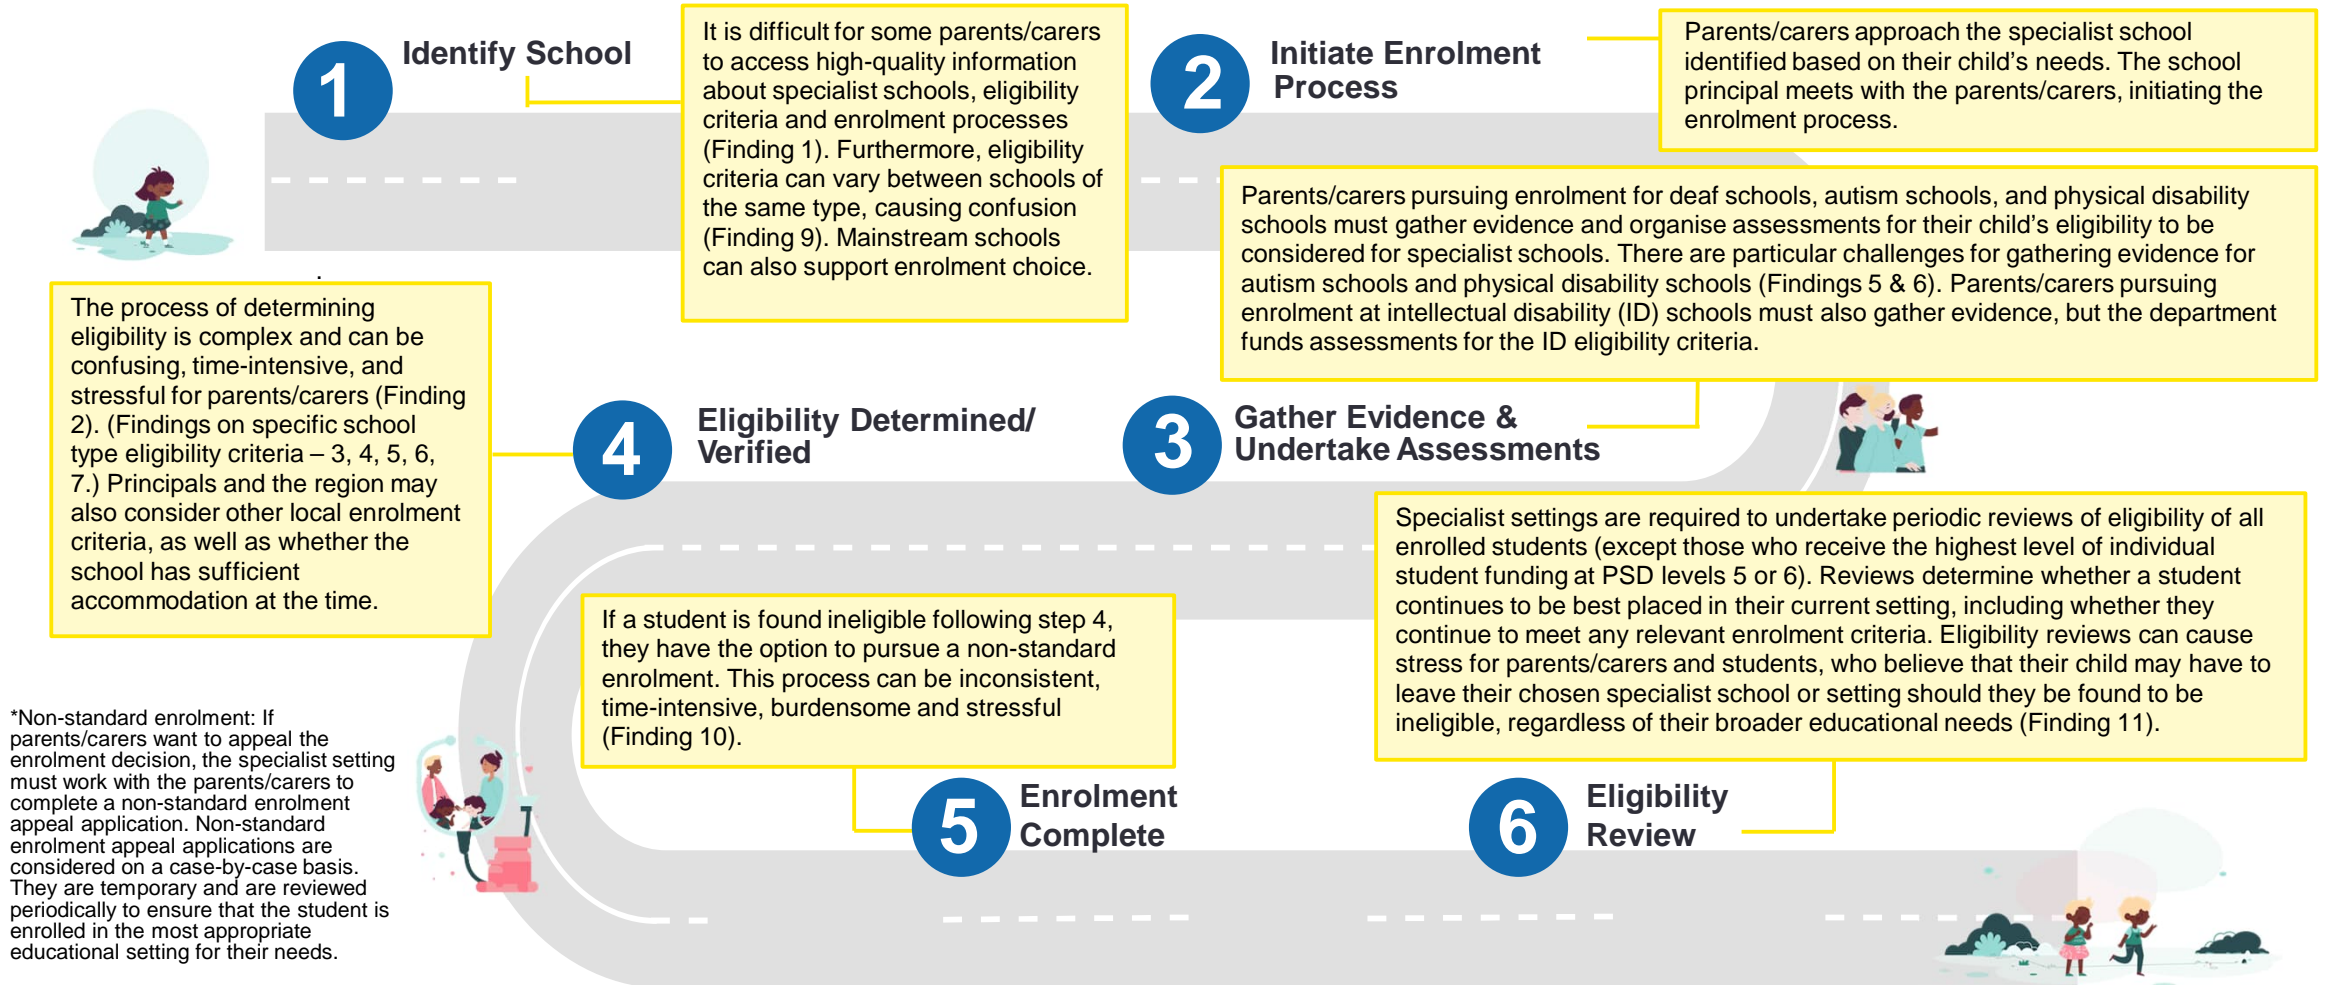 1
Identify School
It is difficult for some parents/carers
to access high-quality information
about specialist schools, eligibility
criteria and enrolment processes
(Finding 1). Furthermore, eligibility
criteria can vary between schools of
the same type, causing confusion
(Finding 9). Mainstream schools
can also support enrolment choice.
2
Initiate Enrolment
Process
Parents/carers approach the specialist school
identified based on their child's needs. The school
principal meets with the parents/carers, initiating the
enrolment process.
Parents/carers pursuing enrolment for deaf schools, autism schools, and physical disability
schools must gather evidence and organise assessments for their child's eligibility to be
considered for specialist schools. There are particular challenges for gathering evidence for
autism schools and physical disability schools (Findings 5 & 6). Parents/carers pursuing
enrolment at intellectual disability (ID) schools must also gather evidence, but the department
funds assessments for the ID eligibility criteria.
3
Gather Evidence &
Undertake Assessments
4
Eligibility Determined/
Verified
.
The process of determining
eligibility is complex and can be
confusing, time-intensive, and
stressful for parents/carers (Finding
2). (Findings on specific school
type eligibility criteria – 3, 4, 5, 6,
7.) Principals and the region may
also consider other local enrolment
criteria, as well as whether the
school has sufficient
accommodation at the time.
If a student is found ineligible following step 4,
they have the option to pursue a non-standard
enrolment. This process can be inconsistent,
time-intensive, burdensome and stressful
(Finding 10).
5
Enrolment
Complete
Specialist settings are required to undertake periodic reviews of eligibility of all
enrolled students (except those who receive the highest level of individual
student funding at PSD levels 5 or 6). Reviews determine whether a student
continues to be best placed in their current setting, including whether they
continue to meet any relevant enrolment criteria. Eligibility reviews can cause
stress for parents/carers and students, who believe that their child may have to
leave their chosen specialist school or setting should they be found to be
ineligible, regardless of their broader educational needs (Finding 11).
6
Eligibility
Review
*Non-standard enrolment: If
parents/carers want to appeal the
enrolment decision, the specialist setting
must work with the parents/carers to
complete a non-standard enrolment
appeal application. Non-standard
enrolment appeal applications are
considered on a case-by-case basis.
They are temporary and are reviewed
periodically to ensure that the student is
enrolled in the most appropriate
educational setting for their needs.